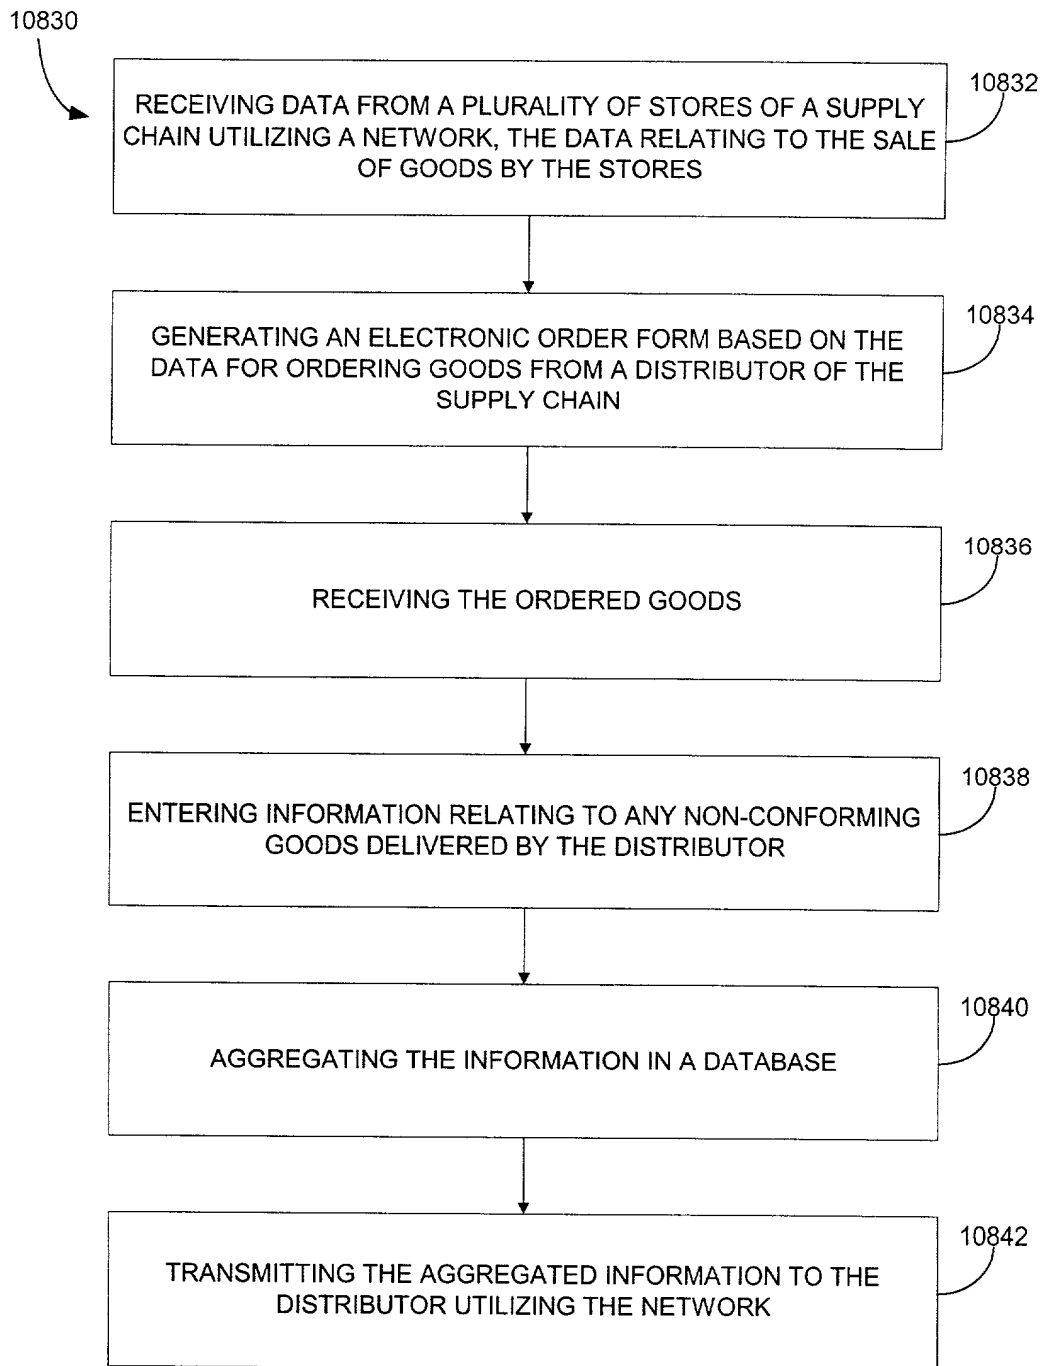 10830
10832
RECEIVING DATA FROM A PLURALITY OF STORES OF A SUPPLY
CHAIN UTILIZING A NETWORK, THE DATA RELATING TO THE SALE
OF GOODS BY THE STORES
10834
GENERATING AN ELECTRONIC ORDER FORM BASED ON THE
DATA FOR ORDERING GOODS FROM A DISTRIBUTOR OF THE
SUPPLY CHAIN
10836
RECEIVING THE ORDERED GOODS
10838
ENTERING INFORMATION RELATING TO ANY NON-CONFORMING
GOODS DELIVERED BY THE DISTRIBUTOR
10840
AGGREGATING THE INFORMATION IN A DATABASE
10842
TRANSMITTING THE AGGREGATED INFORMATION TO THE
DISTRIBUTOR UTILIZING THE NETWORK